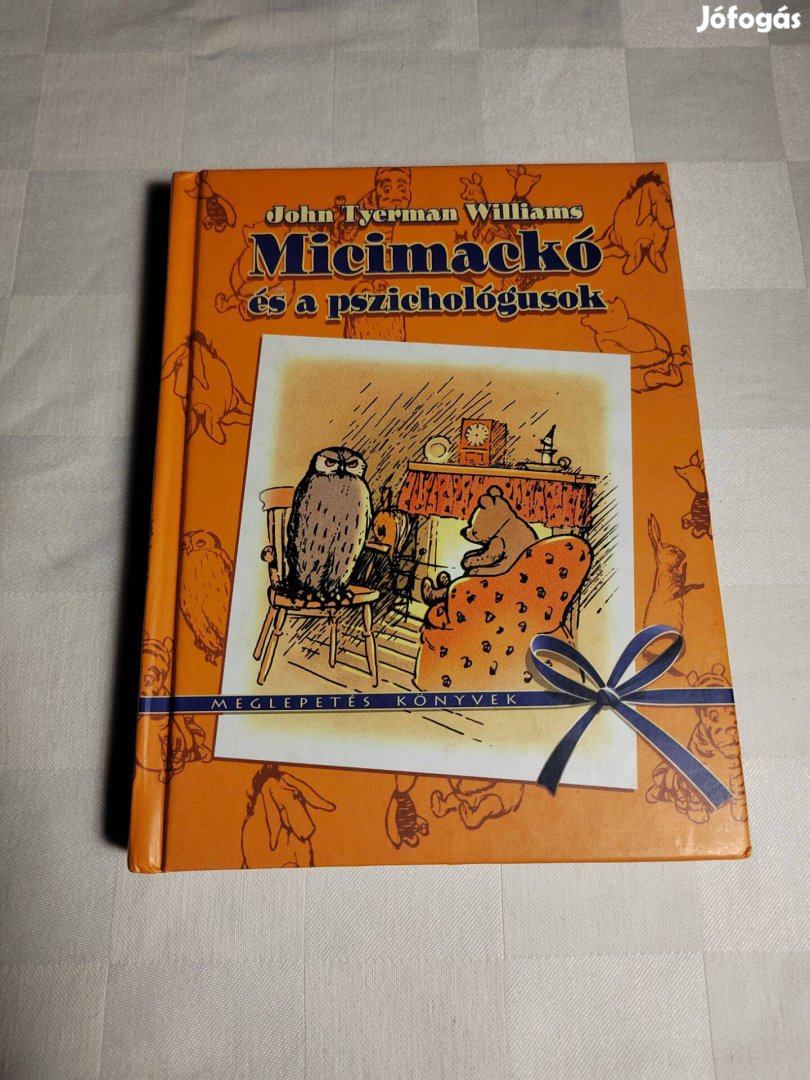 Jófogás
John Tyerman Williams
Micimackó
és a pszichológusok
MEGLEPETÉS KÖNYVEK